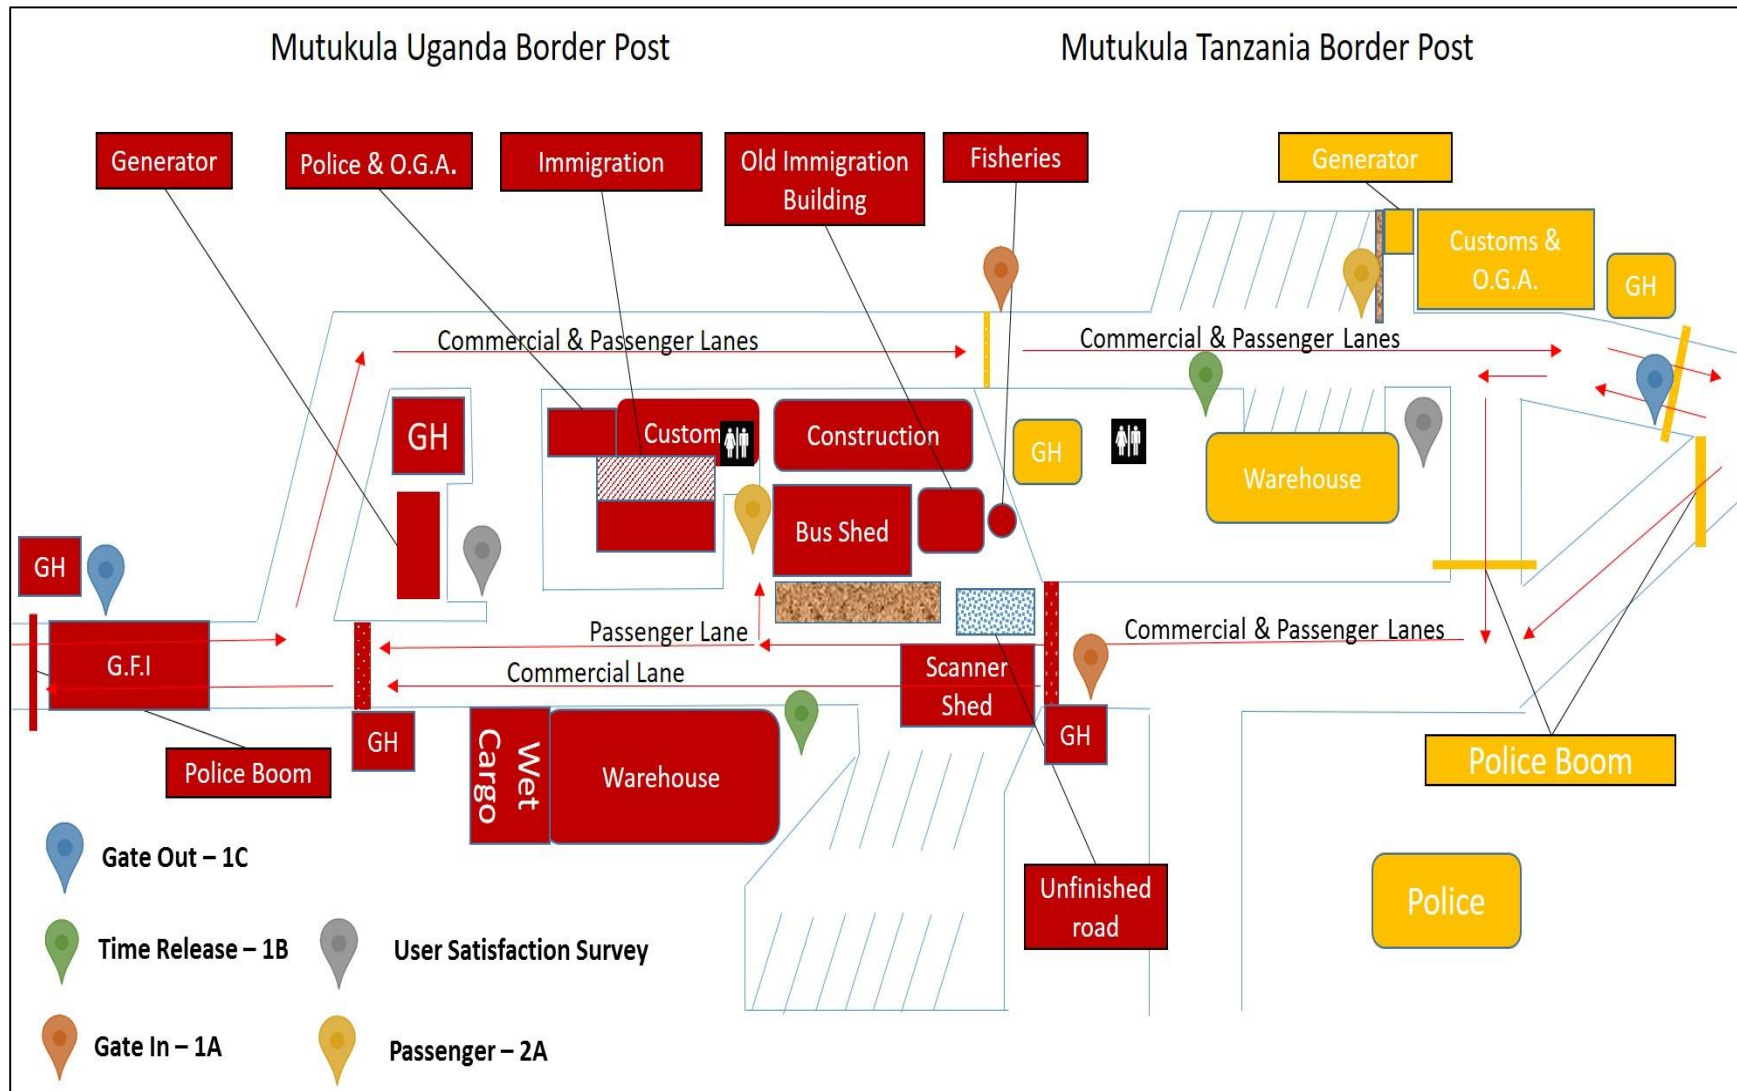 Mutukula Uganda Border Post
Mutukula Tanzania Border Post
Generator
Police & O.G.A.
Immigration
Old Immigration
Building
Fisheries
Generator
Customs &
O.G.A.
GH
Commercial & Passenger Lanes
Commercial & Passenger Lanes
GH
Custom
Construction
GH
Warehouse
Bus Shed
GH
G.F.I
Passenger Lane
Commercial & Passenger Lanes
Commercial Lane
Scanner
Shed
GH
GH
Police Boom
Wet
Cargo
Warehouse
Police Boom
Unfinished
road
Police
Gate Out – 1C
Time Release – 1B
User Satisfaction Survey
Gate In – 1A
Passenger – 2A